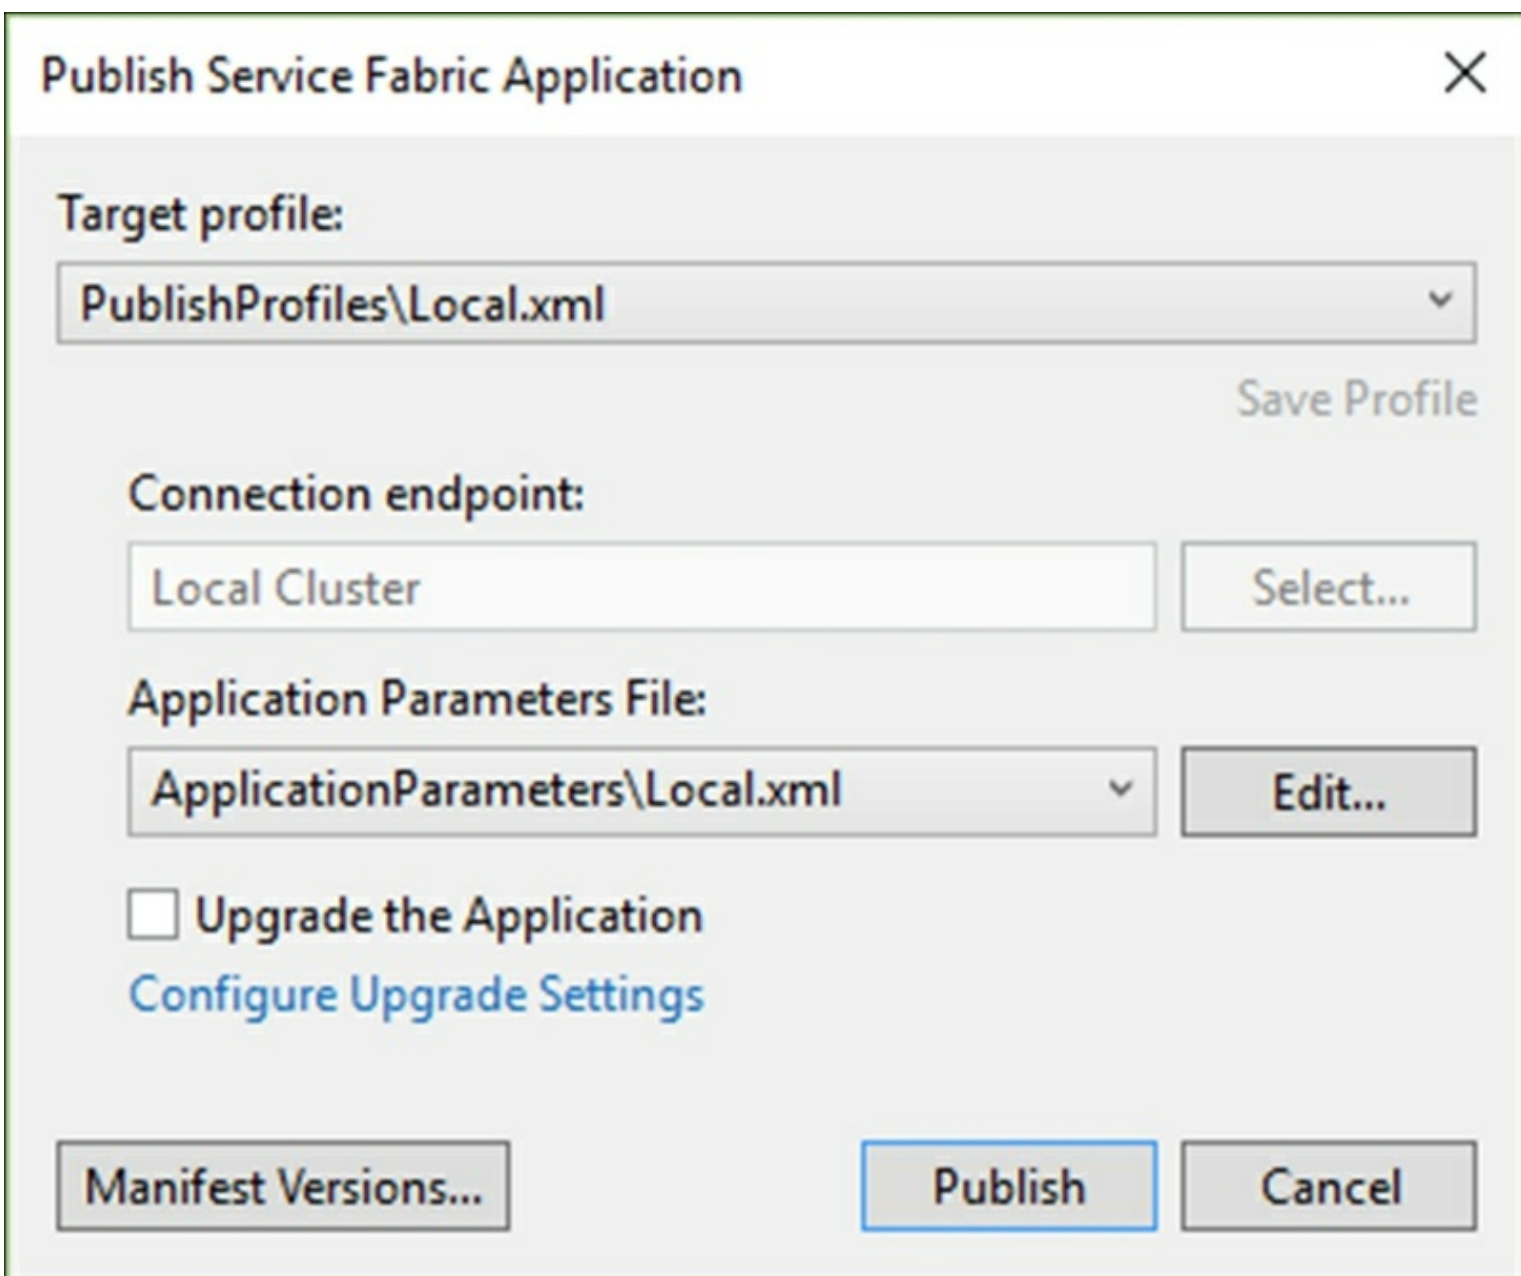 Publish Service Fabric Application
Target profile:
PublishProfiles\Local.xml
Save Profile
Connection endpoint:
Local Cluster
Select...
Application Parameters File:
ApplicationParameters\Local.xml
Edit...
Upgrade the Application
Configure Upgrade Settings
Manifest Versions...
Publish
Cancel